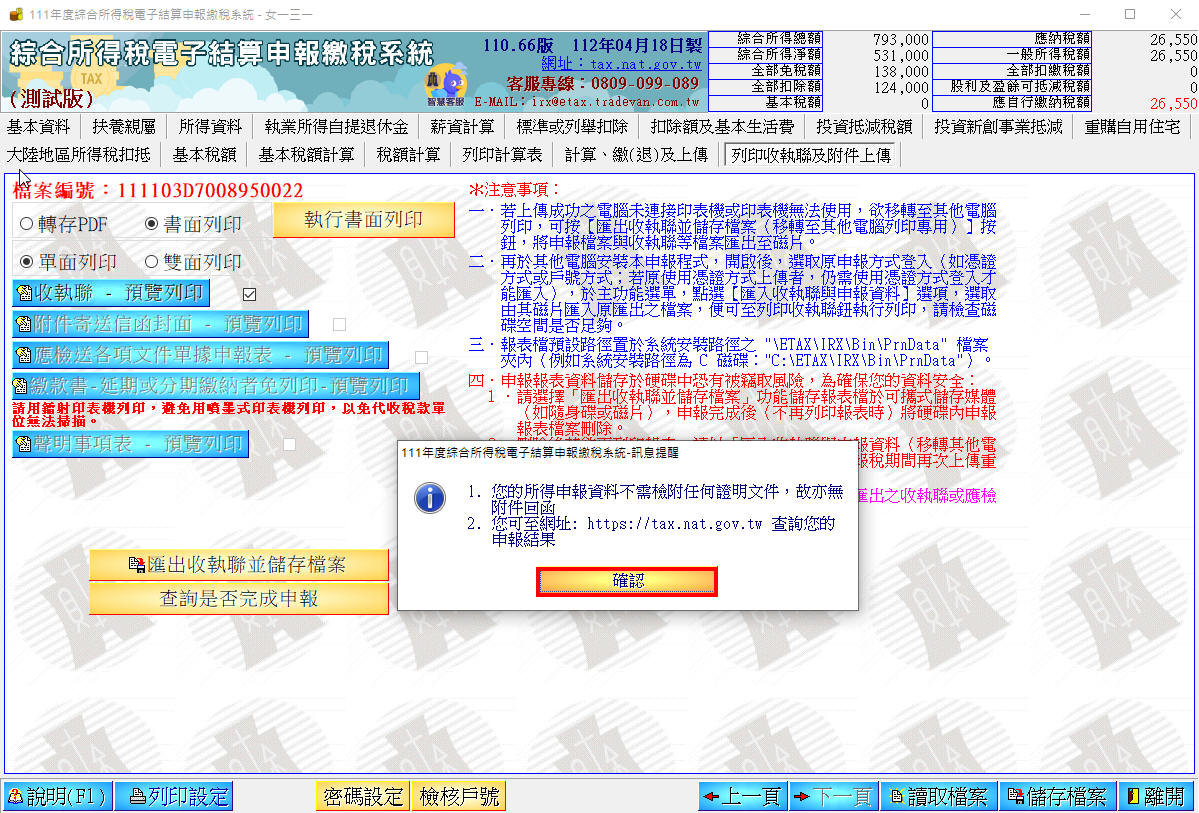 111年度綜合所得稅電子結算申報繳稅系統 - 女一三一
綜合所得稅電子結算申報繳稅系統
(測試版)
TAX
智慧客服
110.66版 112年04月18日製
網址：tax.nat.gov.tw
客服專線：0809-099-089
E-MAIL：irx@etax.tradevan.com.tw
綜合所得總額 793,000 應納稅額 26,550
綜合所得淨額 531,000 一般所得稅額 26,550
全部免稅額 138,000 全部扣繳稅額 0
全部扣除額 124,000 股利及盈餘可抵減稅額 0
基本稅額 0 應自行繳納稅額 26,550
基本資料 扶養親屬 所得資料 執業所得自提退休金 薪資計算 標準或列舉扣除 扣除額及基本生活費 投資抵減稅額 投資新創事業抵減 重購自用住宅
大陸地區所得稅扣抵 基本稅額 基本稅額計算 稅額計算 列印計算表 計算、繳(退)及上傳 列印收執聯及附件上傳
檔案編號：111103D7008950022
轉存PDF 書面列印 執行書面列印
單面列印 雙面列印
收執聯 - 預覽列印
附件寄送信函封面 - 預覽列印
應檢送各項文件單據申報表 - 預覽列印
繳款書-延期或分期繳納者免列印-預覽列印
請用鐳射印表機列印，避免用噴墨式印表機列印，以免代收稅款單
位無法掃描。
聲明事項表 - 預覽列印
匯出收執聯並儲存檔案
查詢是否完成申報
*注意事項：
一．若上傳成功之電腦未連接印表機或印表機無法使用，欲移轉至其他電腦
列印，可按［匯出收執聯並儲存檔案（移轉至其他電腦列印專用）］按
鈕，將申報檔案與收執聯等檔案匯出至磁片。
二．再於其他電腦安裝本申報程式，開啟後，選取原申報方式登入（如憑證
方式或戶號方式；若原使用憑證方式上傳者，仍需使用憑證方式登入才
能匯入），於主功能選單，點選［匯入收執聯與申報資料］選項，選取
由其磁片匯入原匯出之檔案，便可至列印收執聯鈕執行列印，請檢查磁
碟空間是否足夠。
三．報表檔預設路徑置於系統安裝路徑之 "\ETAX\IRX\Bin\PrnData" 檔案
夾內（例如系統安裝路徑為 C 磁碟："C:\ETAX\IRX\Bin\PrnData"）。
四．申報報表資料儲存於硬碟中恐有被竊取風險，為確保您的資料安全：
1．請選擇「匯出收執聯並儲存檔案」功能儲存報表檔於可攜式儲存媒體
（如隨身碟或磁片），申報完成後（不再列印報表時）將硬碟內申報
報表檔案刪除。
資料（移轉其他電
報稅期間再次上傳重
匯出之收執聯或應檢
111年度綜合所得稅電子結算申報繳稅系統-訊息提醒
1. 您的所得申報資料不需檢附任何證明文件，故亦無
附件回函
2. 您可至網址: https://tax.nat.gov.tw 查詢您的
申報結果
確認
說明(F1) 列印設定 密碼設定 檢核戶號 上一頁 下一頁 讀取檔案 儲存檔案 離開